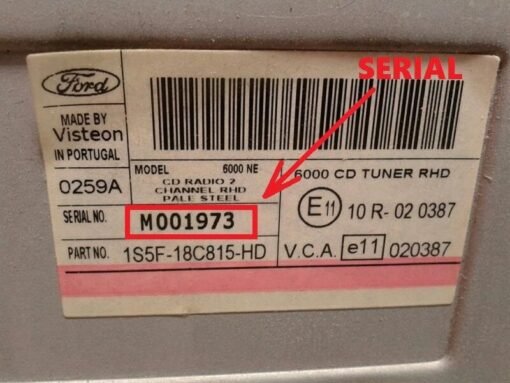 SERIAL
Ford
MADE BY
Visteon
IN PORTUGAL
0259A
MODEL 6000 NE
CD RADIO 2
CHANNEL RHD
PALE STEEL
6000 CD TUNER RHD
SERIAL NO. M001973
E11 10 R- 02 0387
PART NO. 1S5F-18C815-HD
V.C.A. e11 020387